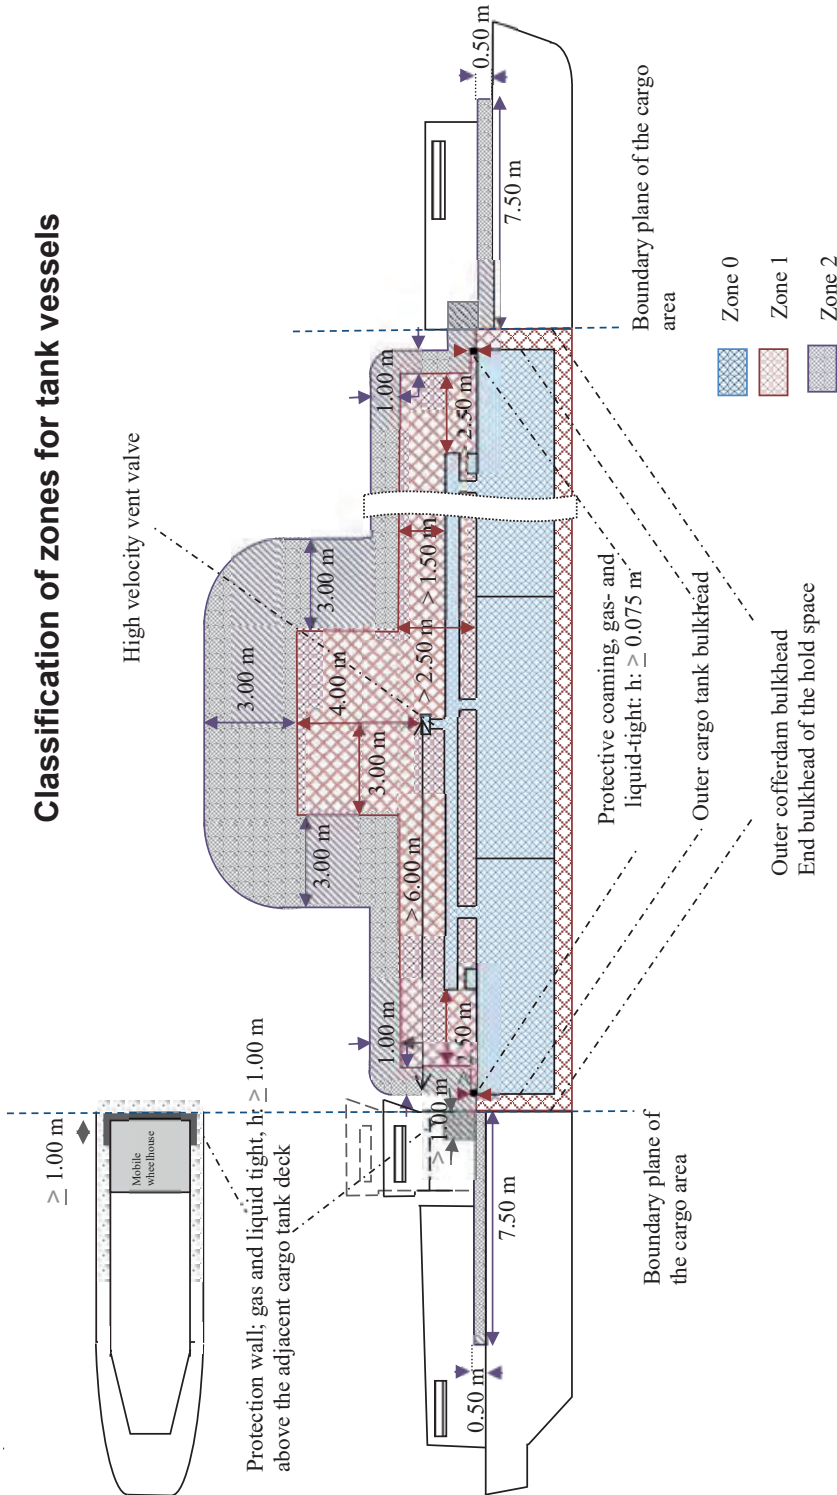 Classification of zones for tank vessels
≥ 1.00 m
Mobile
wheelhouse
Protection wall; gas and liquid tight, h: ≥ 1.00 m
above the adjacent cargo tank deck
High velocity vent valve
3.00 m
4.00 m
3.00 m
3.00 m
3.00 m
1.00 m
1.00 m
> 6.00 m
> 2.50 m
> 1.50 m
2.50 m
2.50 m
> 1.00 m
0.50 m
7.50 m
0.50 m
7.50 m
Boundary plane of
the cargo area
Protective coaming, gas- and
liquid-tight: h: ≥ 0.075 m
Outer cargo tank bulkhead
Outer cofferdam bulkhead
End bulkhead of the hold space
Boundary plane of the cargo
area
Zone 0
Zone 1
Zone 2